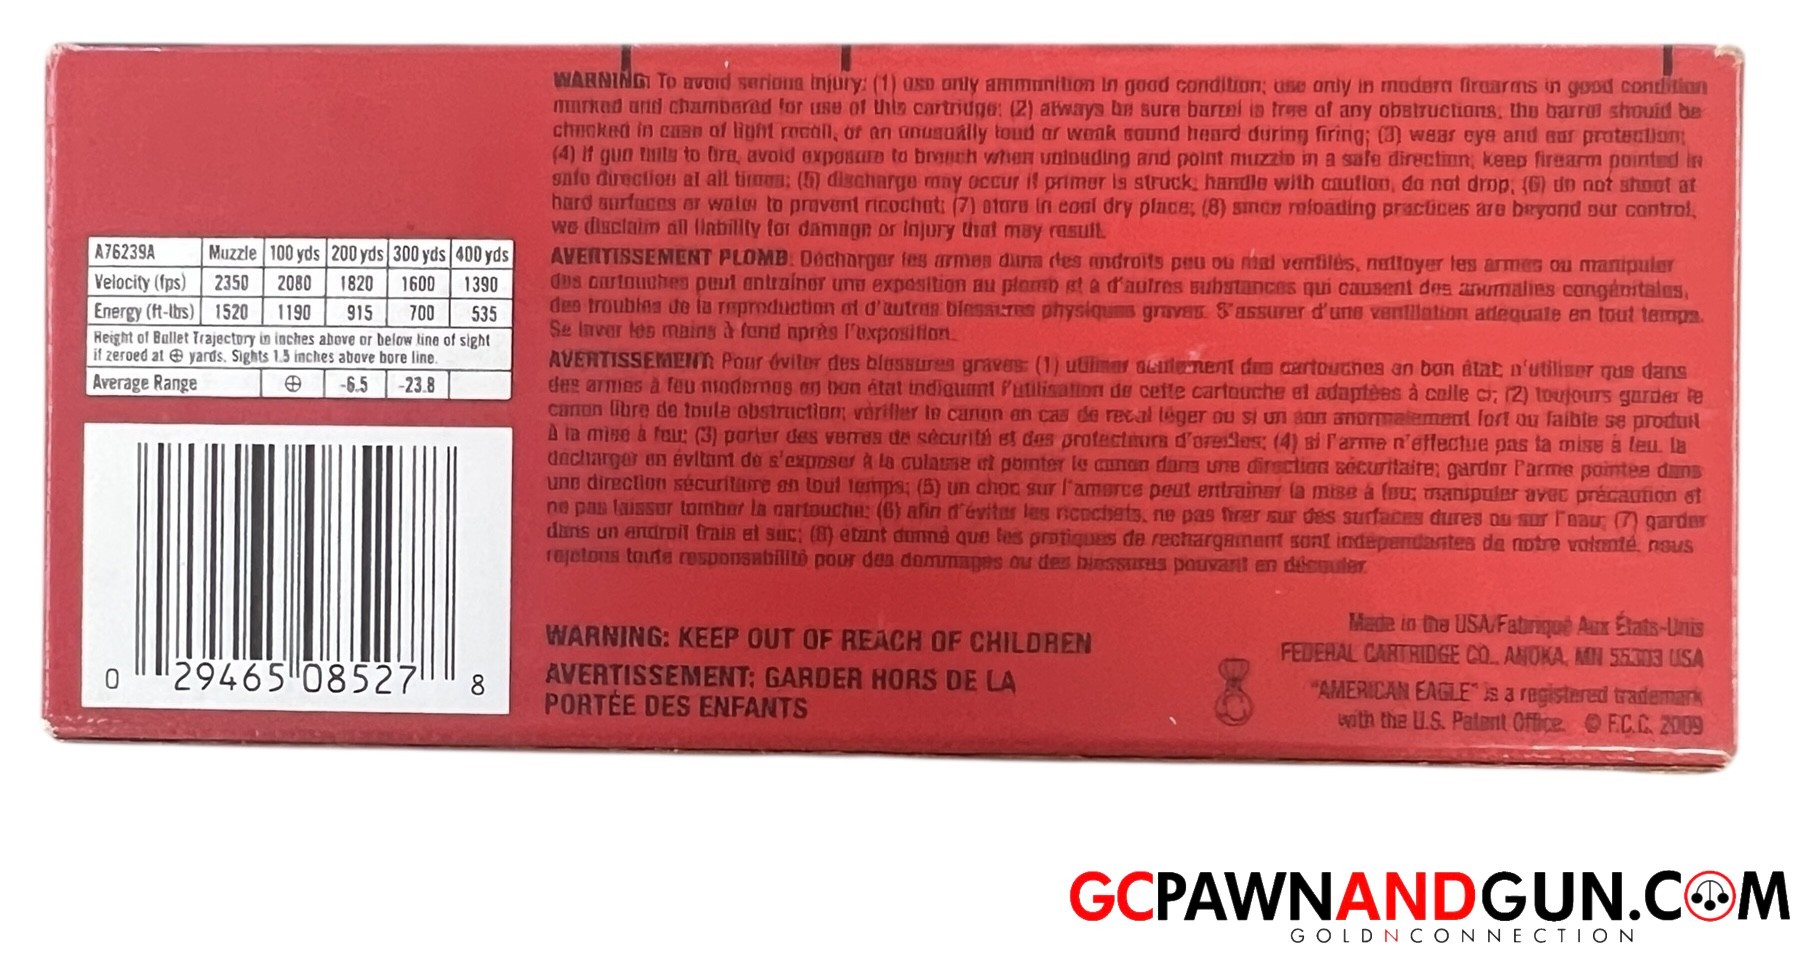 WARNING: To avoid serious injury: (1) use only ammunition in good condition; use only in modern firearms in good condition
marked and chambered for use of this cartridge; (2) always be sure barrel is free of any obstructions, the barrel should be
checked in case of light recoil, or an unusually loud or weak sound heard during firing; (3) wear eye and ear protection;
(4) if gun fails to fire, avoid exposure to breech when unloading and point muzzle in a safe direction, keep firearm pointed in
safe direction at all times; (5) discharge may occur if primer is struck, handle with caution, do not drop; (6) do not shoot at
hard surfaces or water to prevent ricochet; (7) store in cool dry place; (8) since reloading practices are beyond our control,
we disclaim all liability for damage or injury that may result.
AVERTISSEMENT PLOMB: Décharger les armes dans des endroits peu ou mal ventilés, nettoyer les armes ou manipuler
des cartouches peut entraîner une exposition au plomb et à d'autres substances qui causent des anomalies congénitales,
des troubles de la reproduction et d'autres blessures physiques graves. S'assurer d'une ventilation adequate en tout temps.
Se laver les mains à fond après l'exposition.
AVERTISSEMENT: Pour éviter des blessures graves: (1) utiliser seulement des cartouches en bon état; n'utiliser que dans
des armes à feu modernes en bon état indiquant l'utilisation de cette cartouche et adaptées à celle ci; (2) toujours garder le
canon libre de toute obstruction; vérifier le canon en cas de recul léger ou si un son anormalement fort ou faible se produit
À la mise à feu; (3) porter des verres de sécurité et des protecteurs d'oreilles; (4) si l'arme n'effectue pas la mise à feu, la
décharger en évitant de s'exposer À la culasse et pointer le canon dans une direction sécuritaire; garder l'arme pointée dans
une direction sécuritaire en tout temps; (5) un choc sur l'amorce peut entrainer la mise à feu; manipuler avec précaution et
ne pas laisser tomber la cartouche; (6) afin d'éviter les ricochets, ne pas tirer sur des surfaces dures ou sur l'eau; (7) garder
dans un endroit frais et sec; (8) etant donné que les pratiques de rechargement sont indépendantes de notre volonté, nous
rejetons toute responsabilité pour des dommages ou des blessures pouvant en découler.
A76239A Muzzle 100 yds 200 yds 300 yds 400 yds
Velocity (fps) 2350 2080 1820 1600 1390
Energy (ft-lbs) 1520 1190 915 700 535
Height of Bullet Trajectory in inches above or below line of sight
if zeroed at ⊕ yards. Sights 1.5 inches above bore line.
Average Range ⊕ -6.5 -23.8
0 29465 08527 8
WARNING: KEEP OUT OF REACH OF CHILDREN
AVERTISSEMENT: GARDER HORS DE LA
PORTÉE DES ENFANTS
Made in the USA/Fabriqué Aux États-Unis
FEDERAL CARTRIDGE CO., ANOKA, MN 55303 USA
"AMERICAN EAGLE" is a registered trademark
with the U.S. Patent Office. © F.C.C. 2009
GCPAWNANDGUN.COM
GOLDNCONNECTION